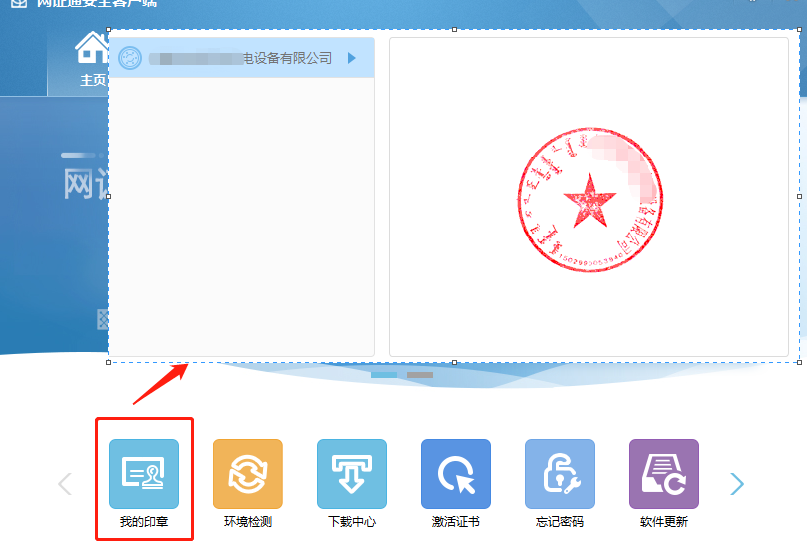 网证通安全客户端
主页
电设备有限公司
网证
我的印章
环境检测
下载中心
激活证书
忘记密码
软件更新